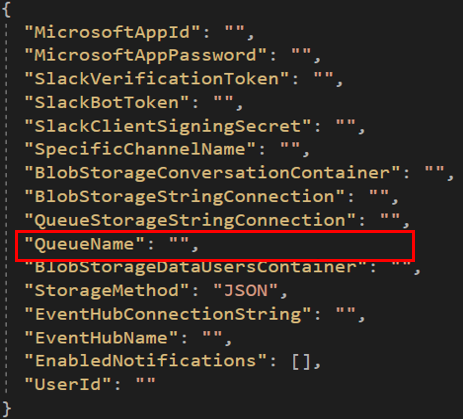 {
"MicrosoftAppId": "",
"MicrosoftAppPassword": "",
"SlackVerificationToken": "",
"SlackBotToken": "",
"SlackClientSigningSecret": "",
"SpecificChannelName": "",
"BlobStorageConversationContainer": "",
"BlobStorageStringConnection": "",
"QueueStorageStringConnection": "",
"QueueName": "",
"BlobStorageDataUsersContainer": "",
"StorageMethod": "JSON",
"EventHubConnectionString": "",
"EventHubName": "",
"EnabledNotifications": [],
"UserId": ""
}